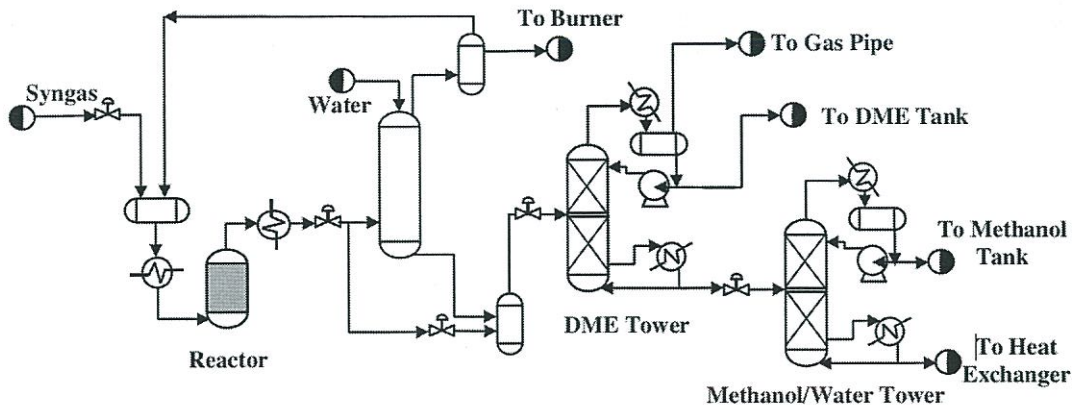 To Burner
To Gas Pipe
Syngas
Water
To DME Tank
To Methanol
Tank
DME Tower
Reactor
To Heat
Exchanger
Methanol/Water Tower